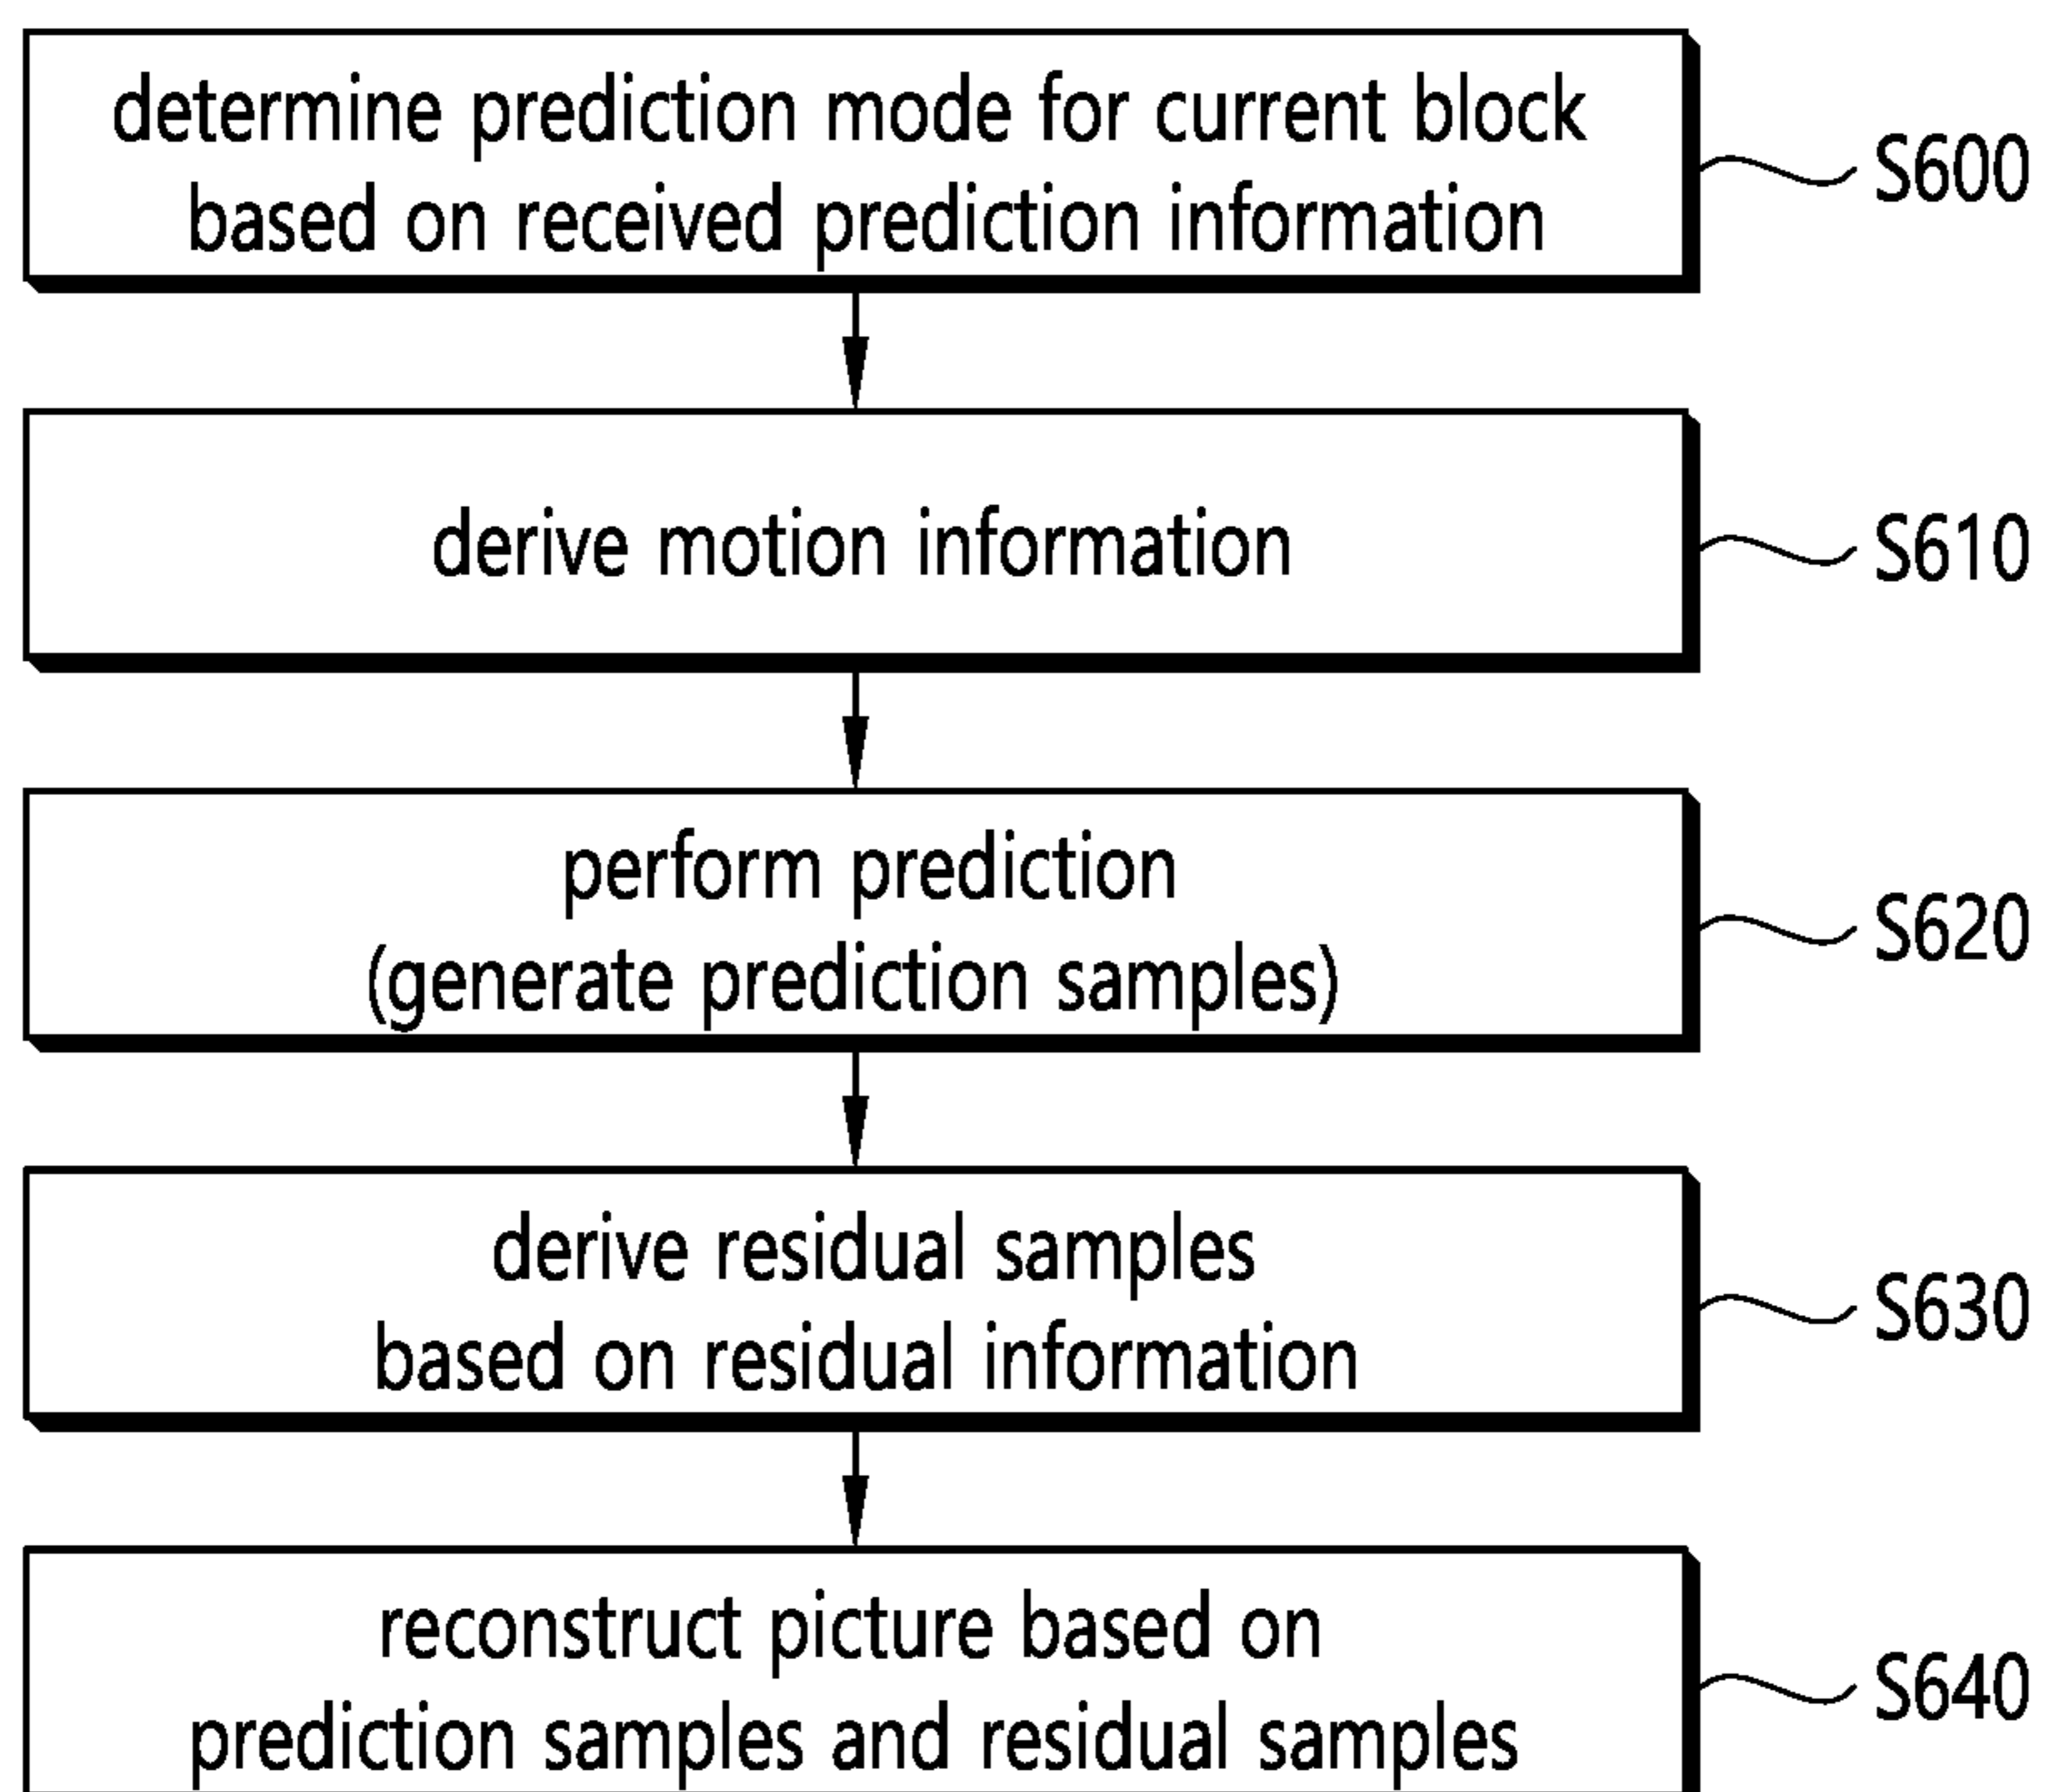 determine prediction mode for current block
based on received prediction information
S600
derive motion information
S610
perform prediction
(generate prediction samples)
S620
derive residual samples
based on residual information
S630
reconstruct picture based on
prediction samples and residual samples
S640